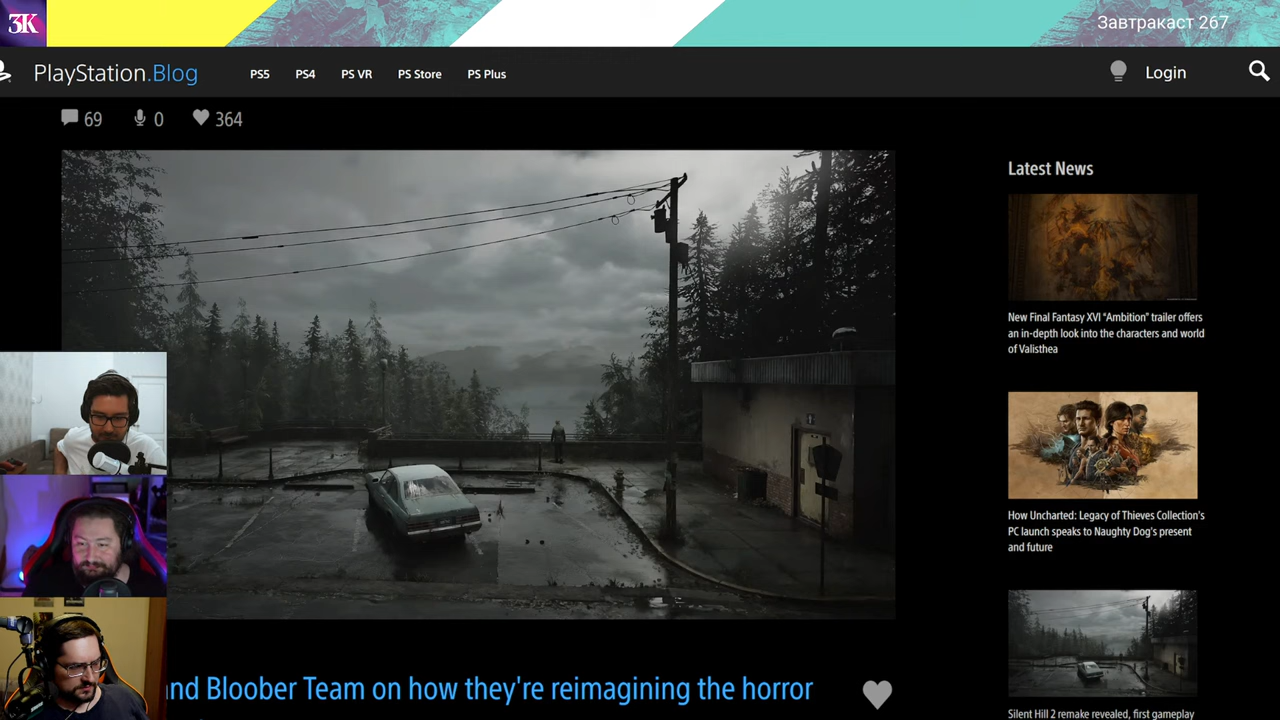 3K
Завтракаст 267
PlayStation.Blog
PS5
PS4
PS VR
PS Store
PS Plus
Login
69
0
364
Latest News
New Final Fantasy XVI “Ambition” trailer offers
an in-depth look into the characters and world
of Valisthea
How Uncharted: Legacy of Thieves Collection's
PC launch speaks to Naughty Dog's present
and future
Silent Hill 2 remake revealed, first gameplay
nd Bloober Team on how they're reimagining the horror